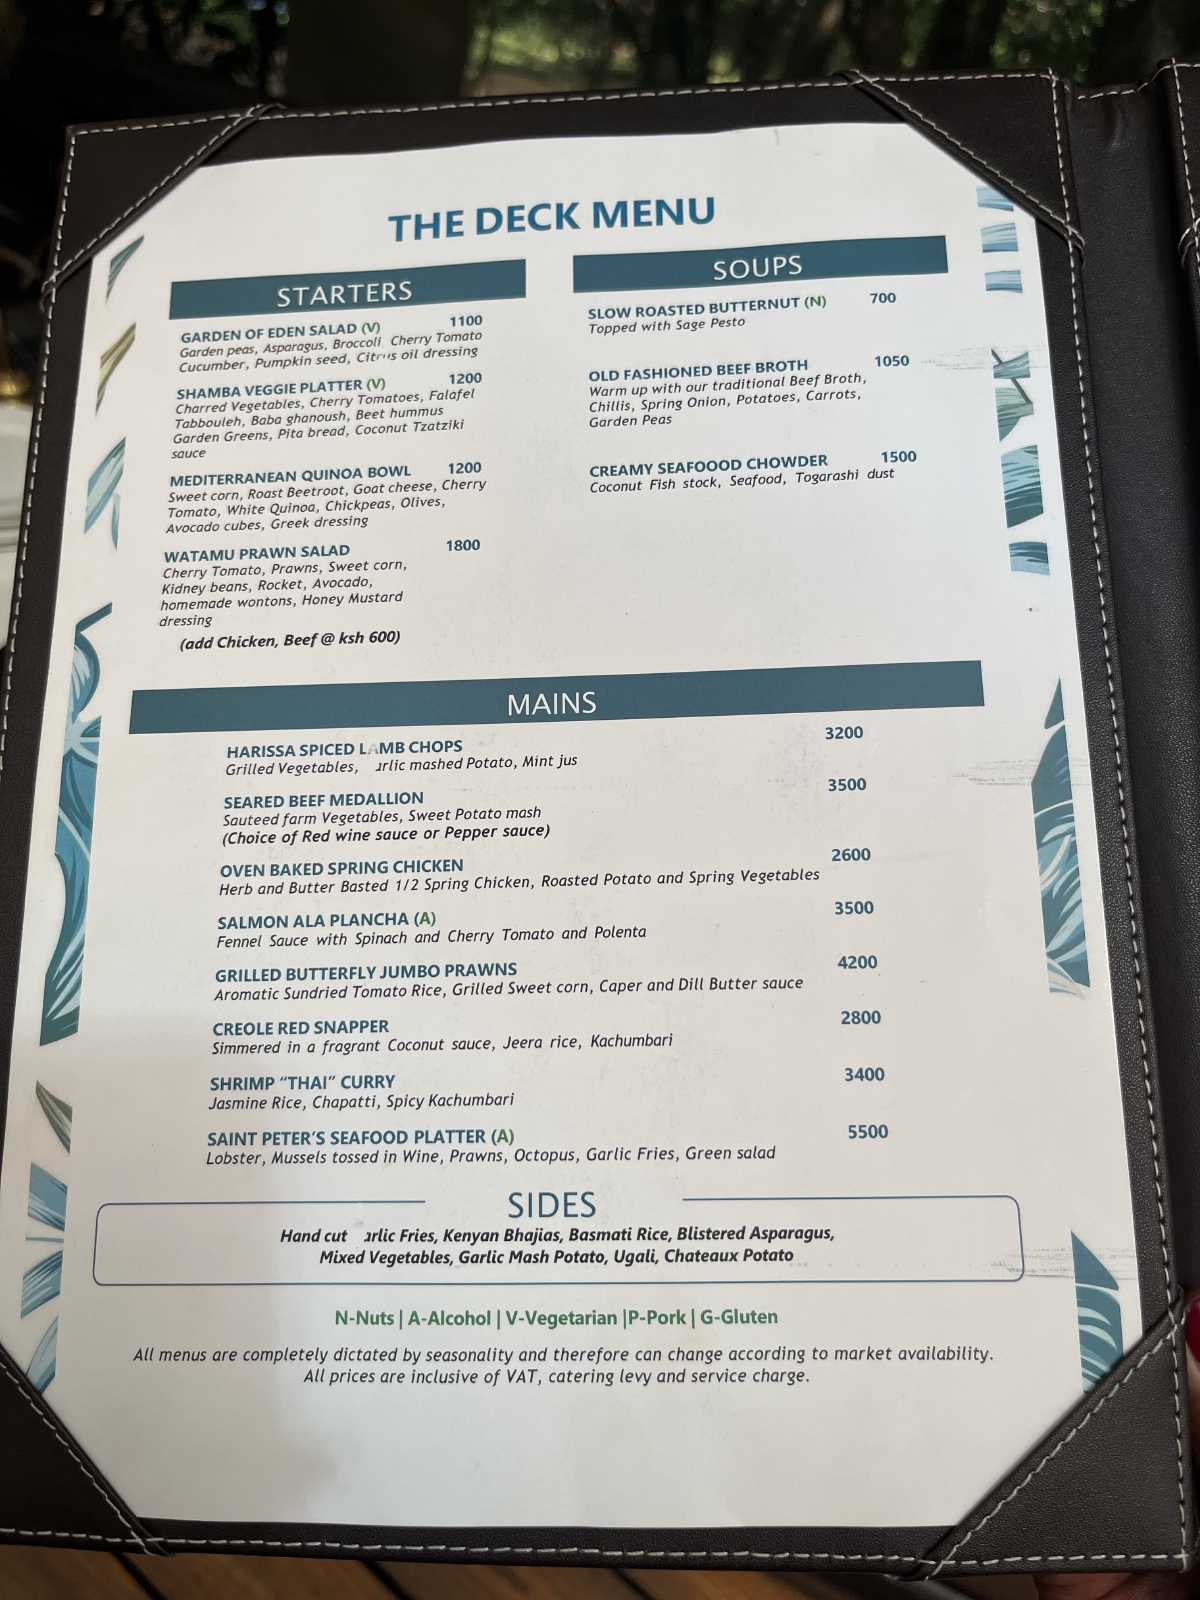 THE DECK MENU
STARTERS
GARDEN OF EDEN SALAD (V) 1100
Garden peas, Asparagus, Broccoli Cherry Tomato
Cucumber, Pumpkin seed, Citrus oil dressing
SHAMBA VEGGIE PLATTER (V) 1200
Charred Vegetables, Cherry Tomatoes, Falafel
Tabbouleh, Baba ghanoush, Beet hummus
Garden Greens, Pita bread, Coconut Tzatziki
sauce
MEDITERRANEAN QUINOA BOWL 1200
Sweet corn, Roast Beetroot, Goat cheese, Cherry
Tomato, White Quinoa, Chickpeas, Olives,
Avocado cubes, Greek dressing
WATAMU PRAWN SALAD 1800
Cherry Tomato, Prawns, Sweet corn,
Kidney beans, Rocket, Avocado,
homemade wontons, Honey Mustard
dressing
(add Chicken, Beef @ ksh 600)
SOUPS
SLOW ROASTED BUTTERNUT (N) 700
Topped with Sage Pesto
OLD FASHIONED BEEF BROTH 1050
Warm up with our traditional Beef Broth,
Chillis, Spring Onion, Potatoes, Carrots,
Garden Peas
CREAMY SEAFOOOD CHOWDER 1500
Coconut Fish stock, Seafood, Togarashi dust
MAINS
HARISSA SPICED LAMB CHOPS 3200
Grilled Vegetables, arlic mashed Potato, Mint jus
SEARED BEEF MEDALLION 3500
Sauteed farm Vegetables, Sweet Potato mash
(Choice of Red wine sauce or Pepper sauce)
OVEN BAKED SPRING CHICKEN 2600
Herb and Butter Basted 1/2 Spring Chicken, Roasted Potato and Spring Vegetables
SALMON ALA PLANCHA (A) 3500
Fennel Sauce with Spinach and Cherry Tomato and Polenta
GRILLED BUTTERFLY JUMBO PRAWNS 4200
Aromatic Sundried Tomato Rice, Grilled Sweet corn, Caper and Dill Butter sauce
CREOLE RED SNAPPER 2800
Simmered in a fragrant Coconut sauce, Jeera rice, Kachumbari
SHRIMP “THAI” CURRY 3400
Jasmine Rice, Chapatti, Spicy Kachumbari
SAINT PETER’S SEAFOOD PLATTER (A) 5500
Lobster, Mussels tossed in Wine, Prawns, Octopus, Garlic Fries, Green salad
SIDES
Hand cut arlic Fries, Kenyan Bhajias, Basmati Rice, Blistered Asparagus,
Mixed Vegetables, Garlic Mash Potato, Ugali, Chateaux Potato
N-Nuts | A-Alcohol | V-Vegetarian |P-Pork | G-Gluten
All menus are completely dictated by seasonality and therefore can change according to market availability.
All prices are inclusive of VAT, catering levy and service charge.